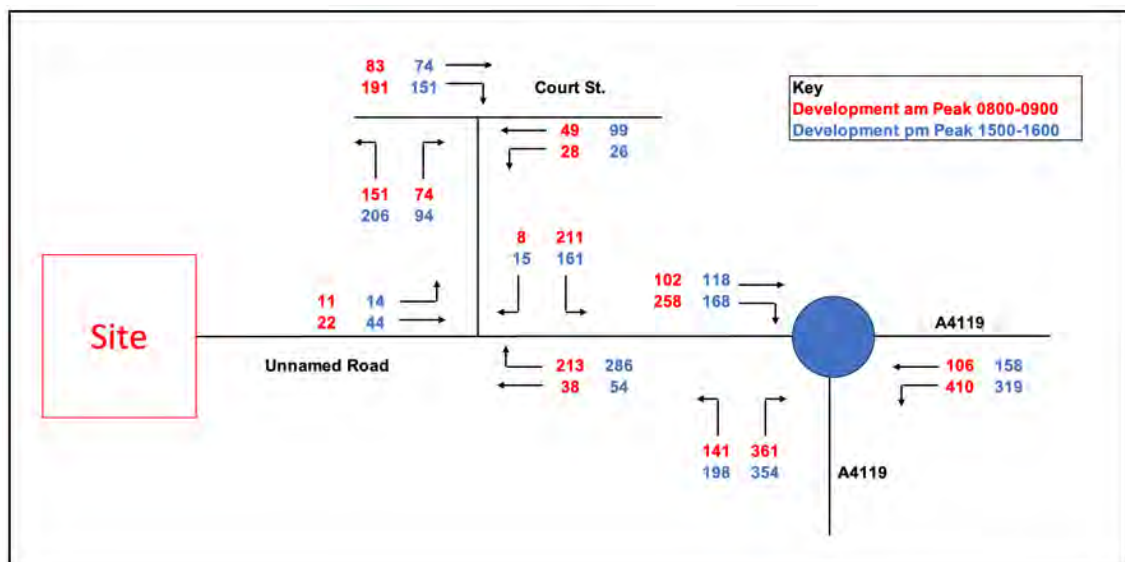 83 74
191 151
Court St.
Key
Development am Peak 0800-0900
Development pm Peak 1500-1600
49 99
28 26
151 74
206 94
8 211
15 161
102 118
258 168
11 14
22 44
Site
A4119
Unnamed Road
213 286
38 54
106 158
410 319
141 361
198 354
A4119